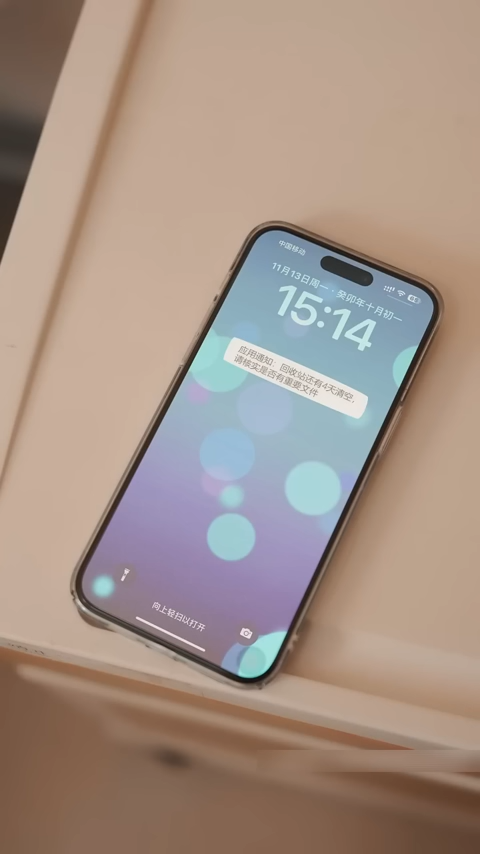 中国移动
11月13日周一·癸卯年十月初一
15:14
应用通知：回收站还有4天清空，
请核实是否有重要文件
向上轻扫以打开